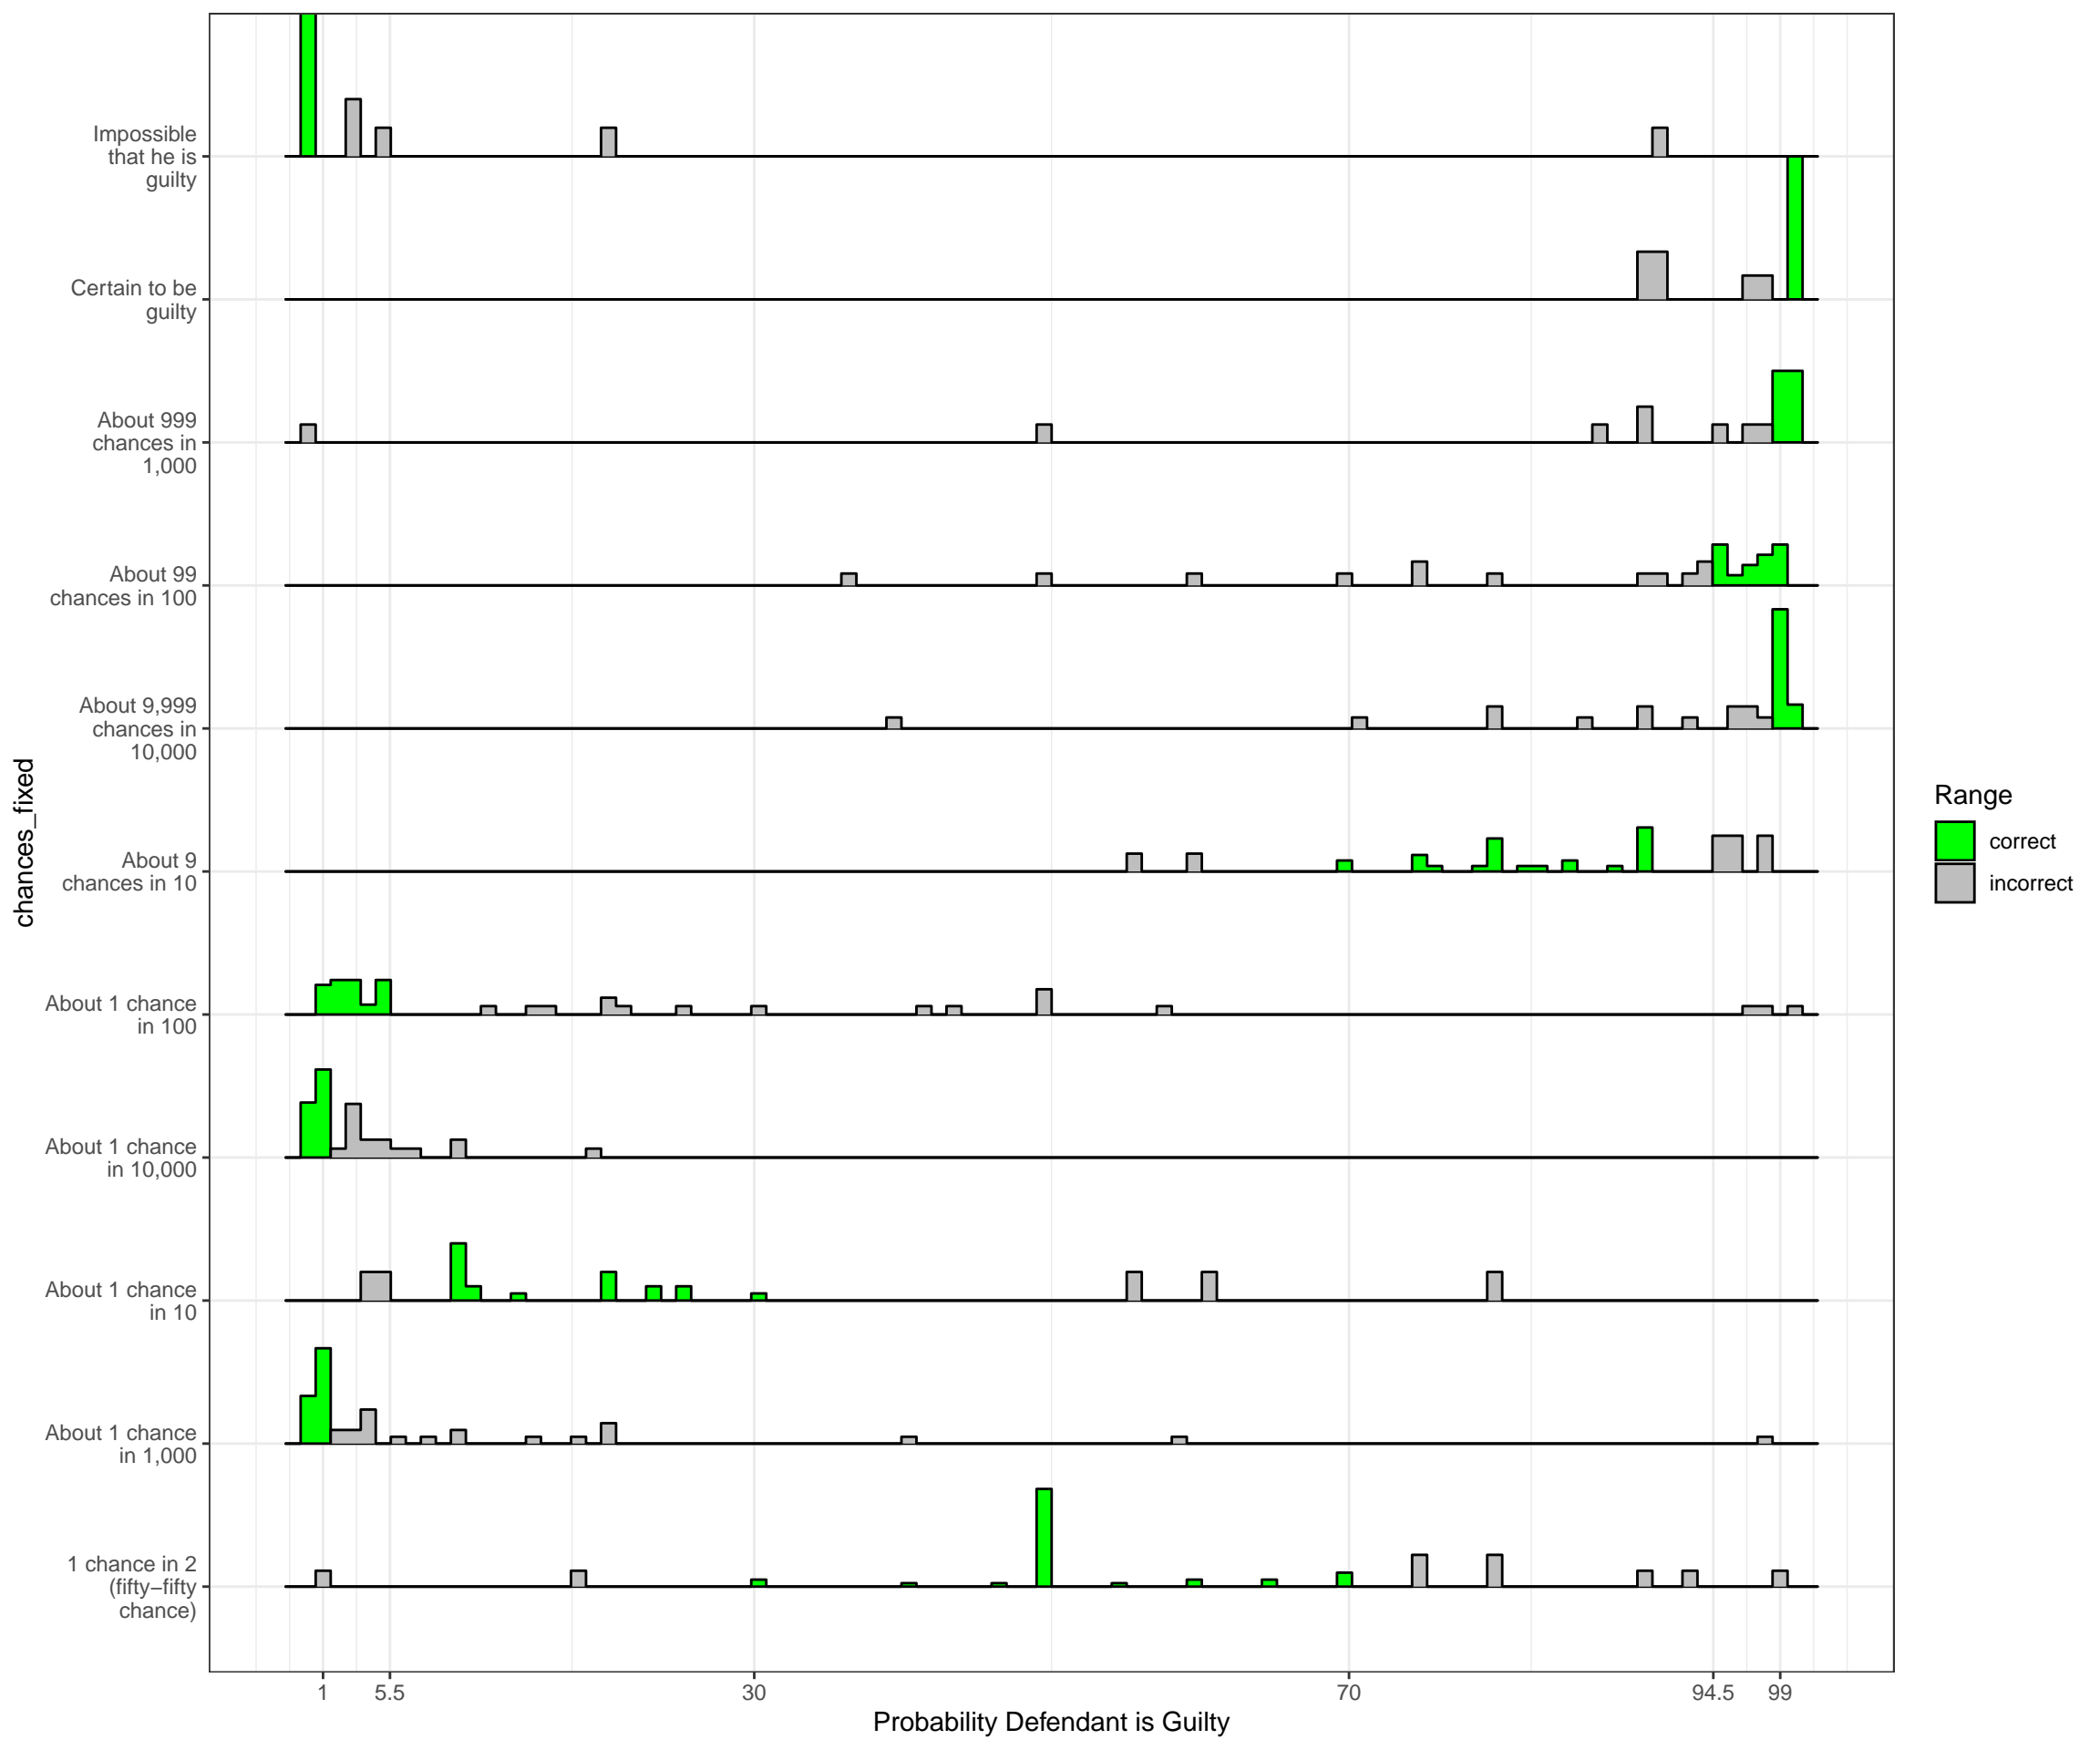 Impossible
that he is
guilty
Certain to be
guilty
About 999
chances in
1,000
About 99
chances in 100
About 9,999
chances in
10,000
About 9
chances in 10
About 1 chance
in 100
About 1 chance
in 10,000
About 1 chance
in 10
About 1 chance
in 1,000
1 chance in 2
(fifty−fifty
chance)
chances_fixed
1 5.5 30 70 94.5 99
Probability Defendant is Guilty
Range
correct
incorrect